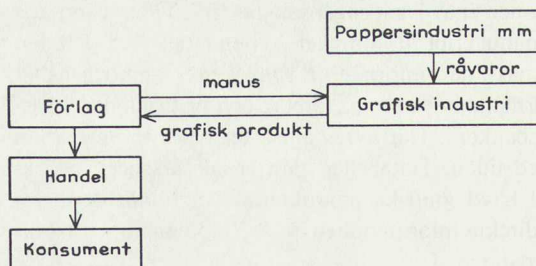 Pappersindustri m m
råvaror
manus
Förlag
Grafisk industri
grafisk produkt
Handel
Konsument